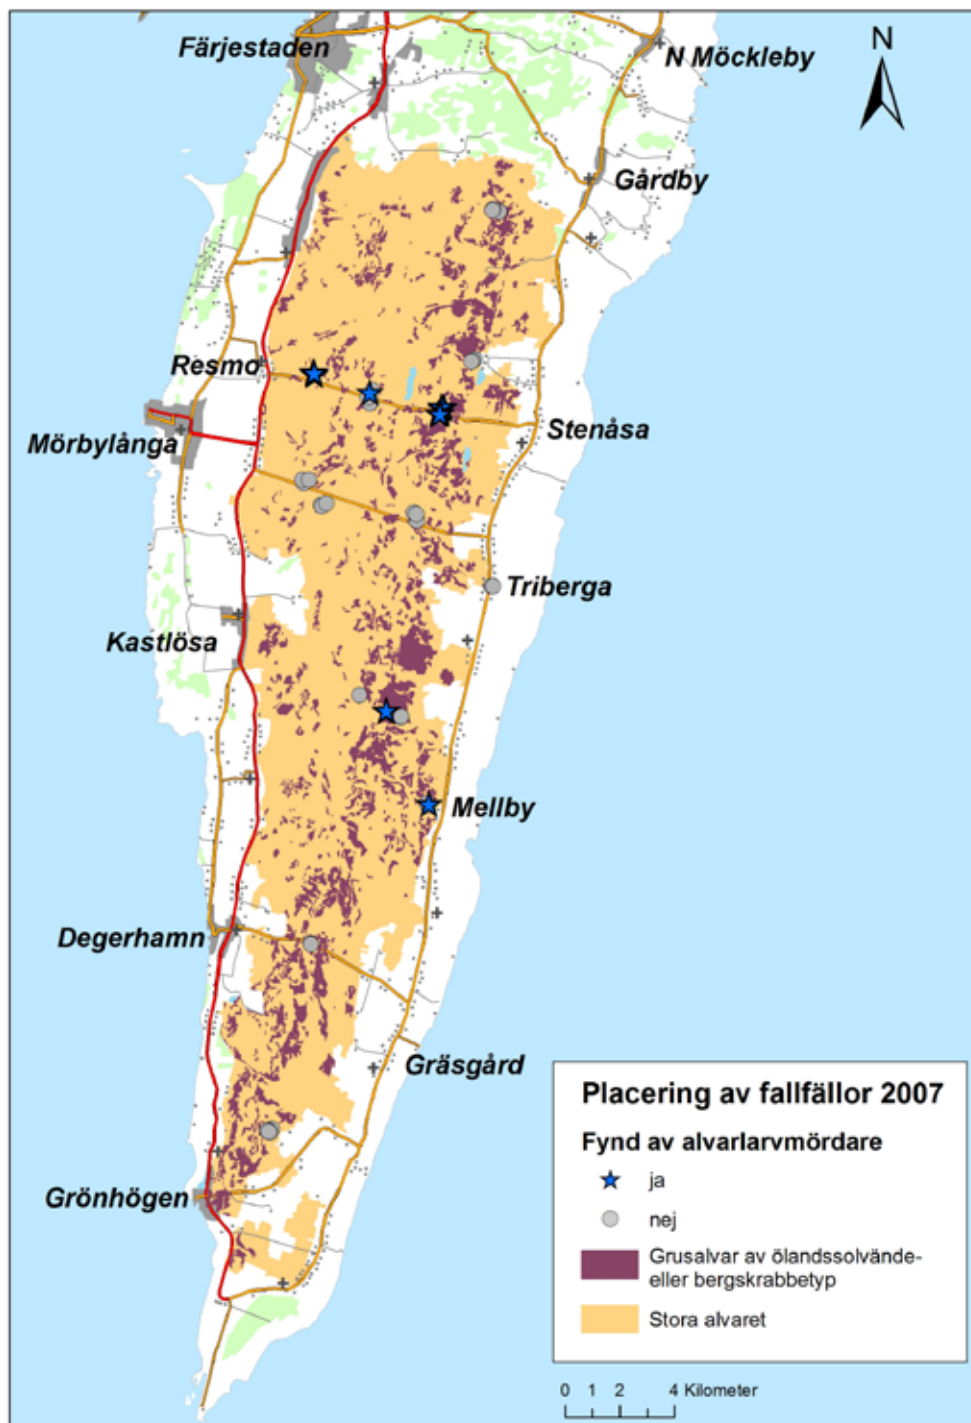 Färjestaden
N Möckleby
N
Gårdby
Resmo
Mörbylånga
Stenåsa
Triberga
Kastlösa
Mellby
Degerhamn
Gräsgård
Grönhögen
Placering av fallfällor 2007
Fynd av alvarlarvmördare
ja
nej
Grusalvar av ölandssolvände-
eller bergskrabbetyp
Stora alvaret
0 1 2 4 Kilometer